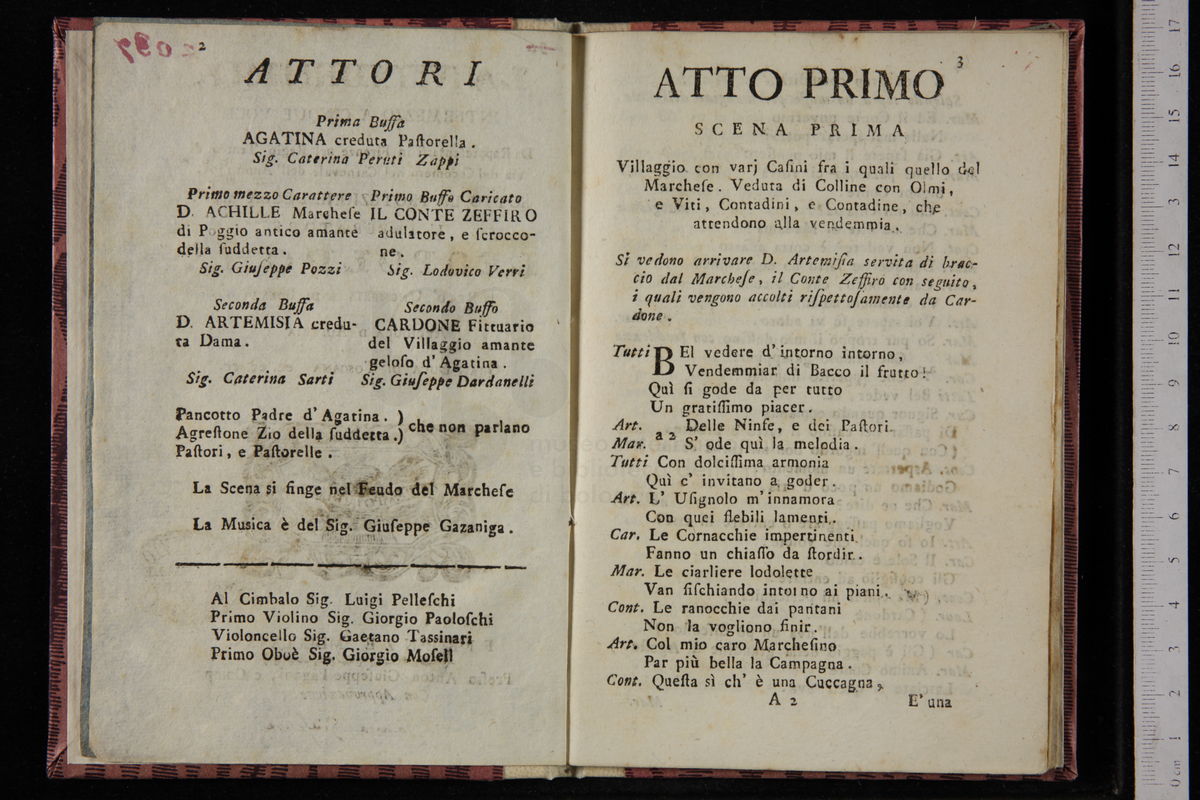 2
ATTORI
Prima Buffa
AGATINA creduta Paſtorella .
Sig. Caterina Peruti Zappi
Primo mezzo Carattere
D. ACHILLE Marcheſe
di Poggio antico amante
della ſuddetta .
Sig. Giuſeppe Pozzi
Primo Buffo Caricato
IL CONTE ZEFFIRO
adulatore , e ſcrocco-
ne .
Sig. Lodovico Verri
Seconda Buffa
D. ARTEMISIA credu-
ta Dama .
Sig. Caterina Sarti
Secondo Buffo
CARDONE Fittuario
del Villaggio amante
geloſo d' Agatina .
Sig. Giuſeppe Dardanelli
Pancotto Padre d' Agatina . )
Agreſtone Zio della ſuddetta .) che non parlano
Paſtori , e Paſtorelle .
La Scena si finge nel Feudo del Marcheſe
La Musica è del Sig. Giuſeppe Gazaniga .
Al Cimbalo Sig. Luigi Pelleſchi
Primo Violino Sig. Giorgio Paoloſchi
Violoncello Sig. Gaetano Tassinari
Primo Oboè Sig. Giorgio Moſell
3
ATTO PRIMO
SCENA PRIMA
Villaggio con varj Caſini fra i quali quello del
Marcheſe . Veduta di Colline con Olmi ,
e Viti , Contadini , e Contadine , che
attendono alla vendemmia .
Si vedono arrivare D. Artemiſia servita di brac-
cio dal Marcheſe , il Conte Zeffiro con seguito ,
i quali vengono accolti riſpettoſamente da Car-
done .
Tutti BEl vedere d' intorno intorno ,
Vendemmiar di Bacco il frutto !
Quì ſi gode da per tutto
Un gratiſſimo piacer .
Art. Delle Ninfe , e dei Paſtori
Mar. a 2 S' ode quì la melodia .
Tutti Con dolciſſima armonia
Quì c' invitano a goder .
Art. L' Uſignolo m' innamora
Con quei flebili lamenti .
Car. Le Cornacchie impertinenti
Fanno un chiaſſo da ſtordir .
Mar. Le ciarliere lodolette
Van fiſchiando intorno ai piani .
Cont. Le ranocchie dai pantani
Non la vogliono finir .
Art. Col mio caro Marcheſino
Par più bella la Campagna .
Cont. Queſta sì ch' è una Cuccagna ,
A 2
E' una